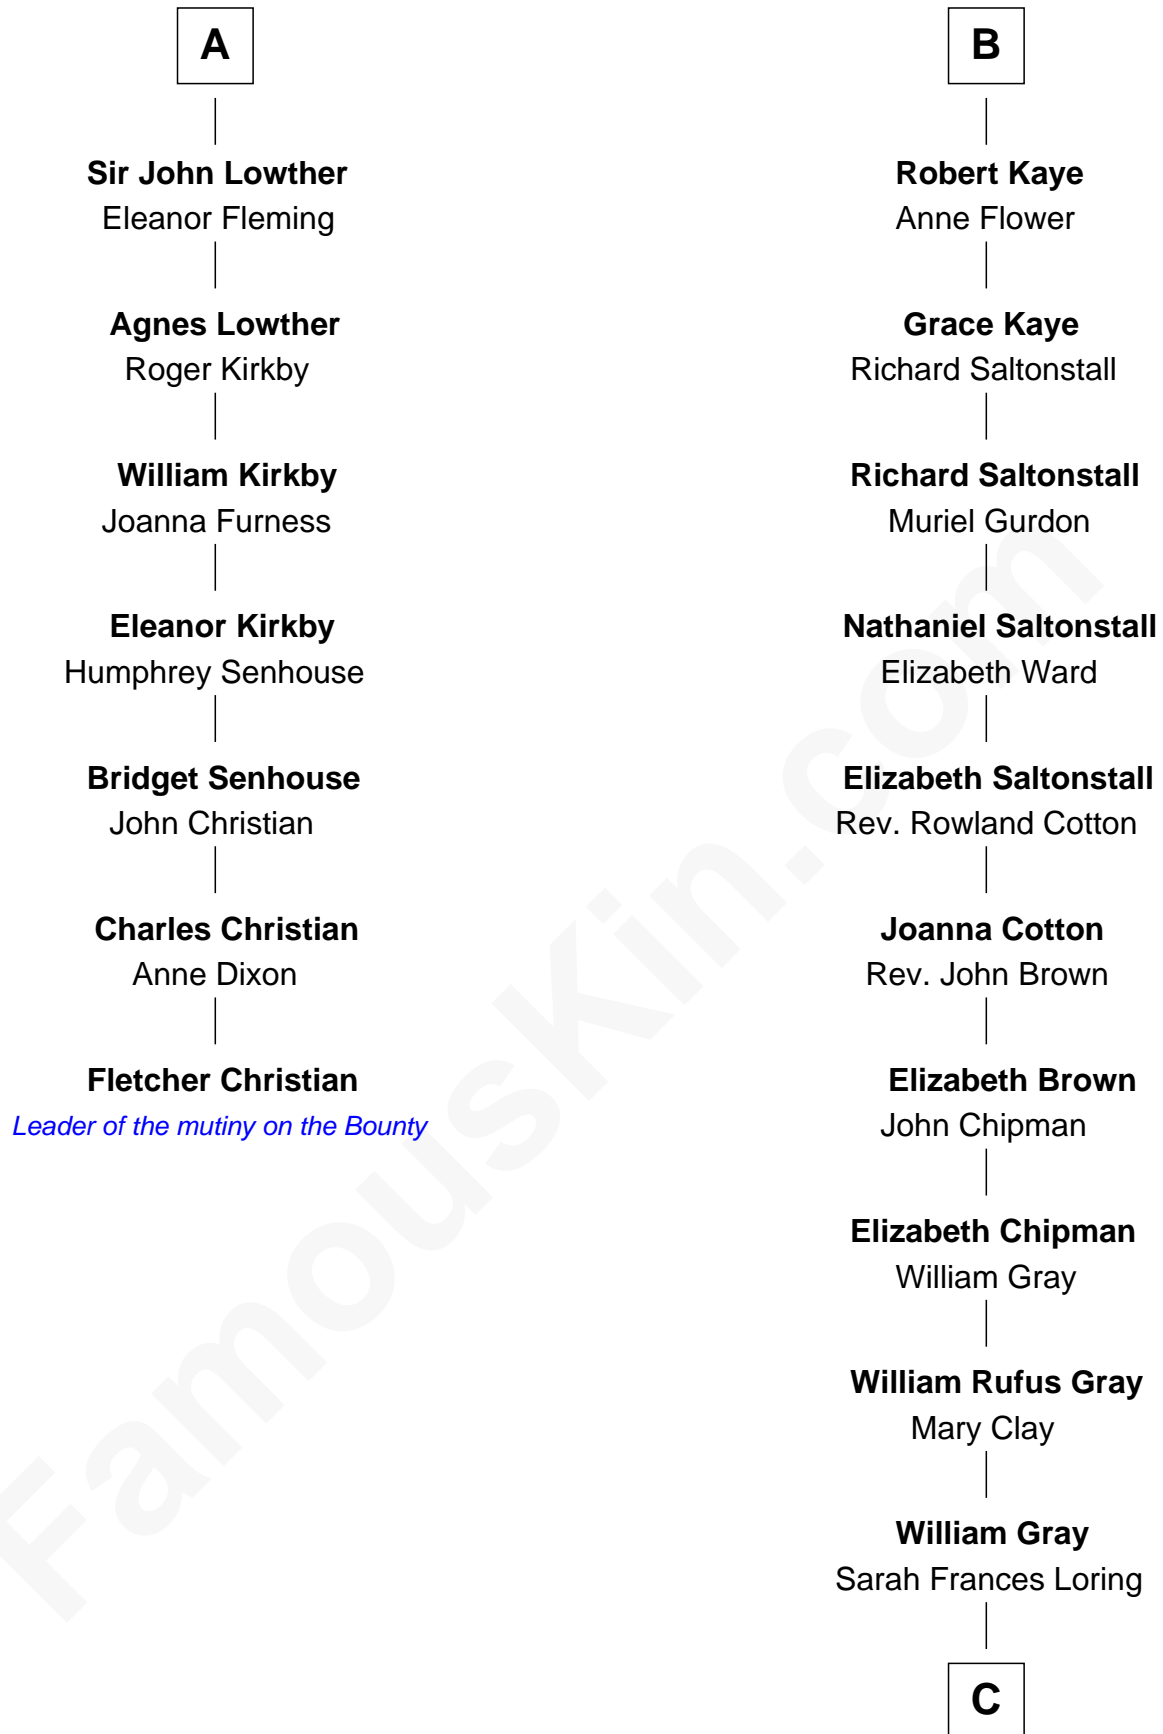 A
Sir John Lowther
Eleanor Fleming
Agnes Lowther
Roger Kirkby
William Kirkby
Joanna Furness
Eleanor Kirkby
Humphrey Senhouse
Bridget Senhouse
John Christian
Charles Christian
Anne Dixon
Fletcher Christian
Leader of the mutiny on the Bounty
B
Robert Kaye
Anne Flower
Grace Kaye
Richard Saltonstall
Richard Saltonstall
Muriel Gurdon
Nathaniel Saltonstall
Elizabeth Ward
Elizabeth Saltonstall
Rev. Rowland Cotton
Joanna Cotton
Rev. John Brown
Elizabeth Brown
John Chipman
Elizabeth Chipman
William Gray
William Rufus Gray
Mary Clay
William Gray
Sarah Frances Loring
C
FamousKin.com